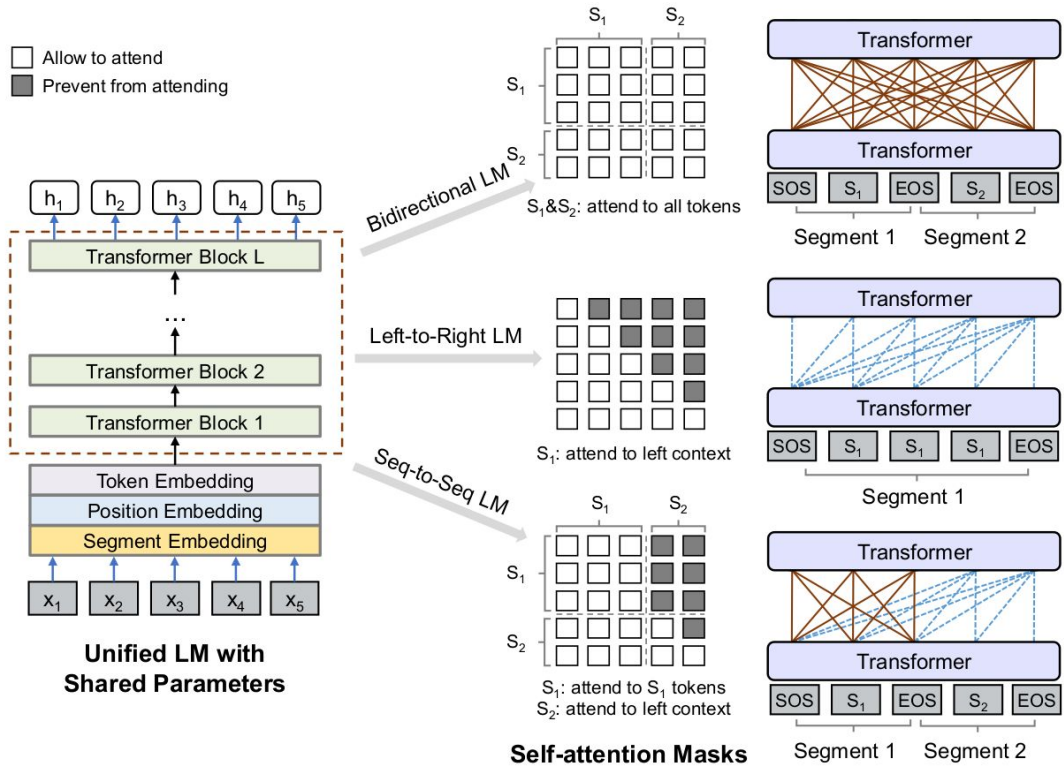 Allow to attend
Prevent from attending
h1 h2 h3 h4 h5
Transformer Block L
...
Transformer Block 2
Transformer Block 1
Token Embedding
Position Embedding
Segment Embedding
x1 x2 x3 x4 x5
Unified LM with
Shared Parameters
Bidirectional LM
Left-to-Right LM
Seq-to-Seq LM
S1 S2
S1
S2
S1&S2: attend to all tokens
S1: attend to left context
S1 S2
S1
S2
S1: attend to S1 tokens
S2: attend to left context
Self-attention Masks
Transformer
Transformer
SOS S1 EOS S2 EOS
Segment 1 Segment 2
Transformer
Transformer
SOS S1 S1 S1 EOS
Segment 1
Transformer
Transformer
SOS S1 EOS S2 EOS
Segment 1 Segment 2